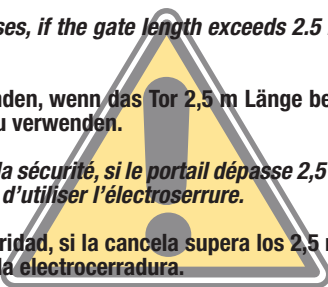 ses, if the gate length exceeds 2.5
nden, wenn das Tor 2,5 m Länge be
u verwenden.
la sécurité, si le portail dépasse 2,5
d'utiliser l'électroserrure.
ridad, si la cancela supera los 2,5 m
la electrocerradura.